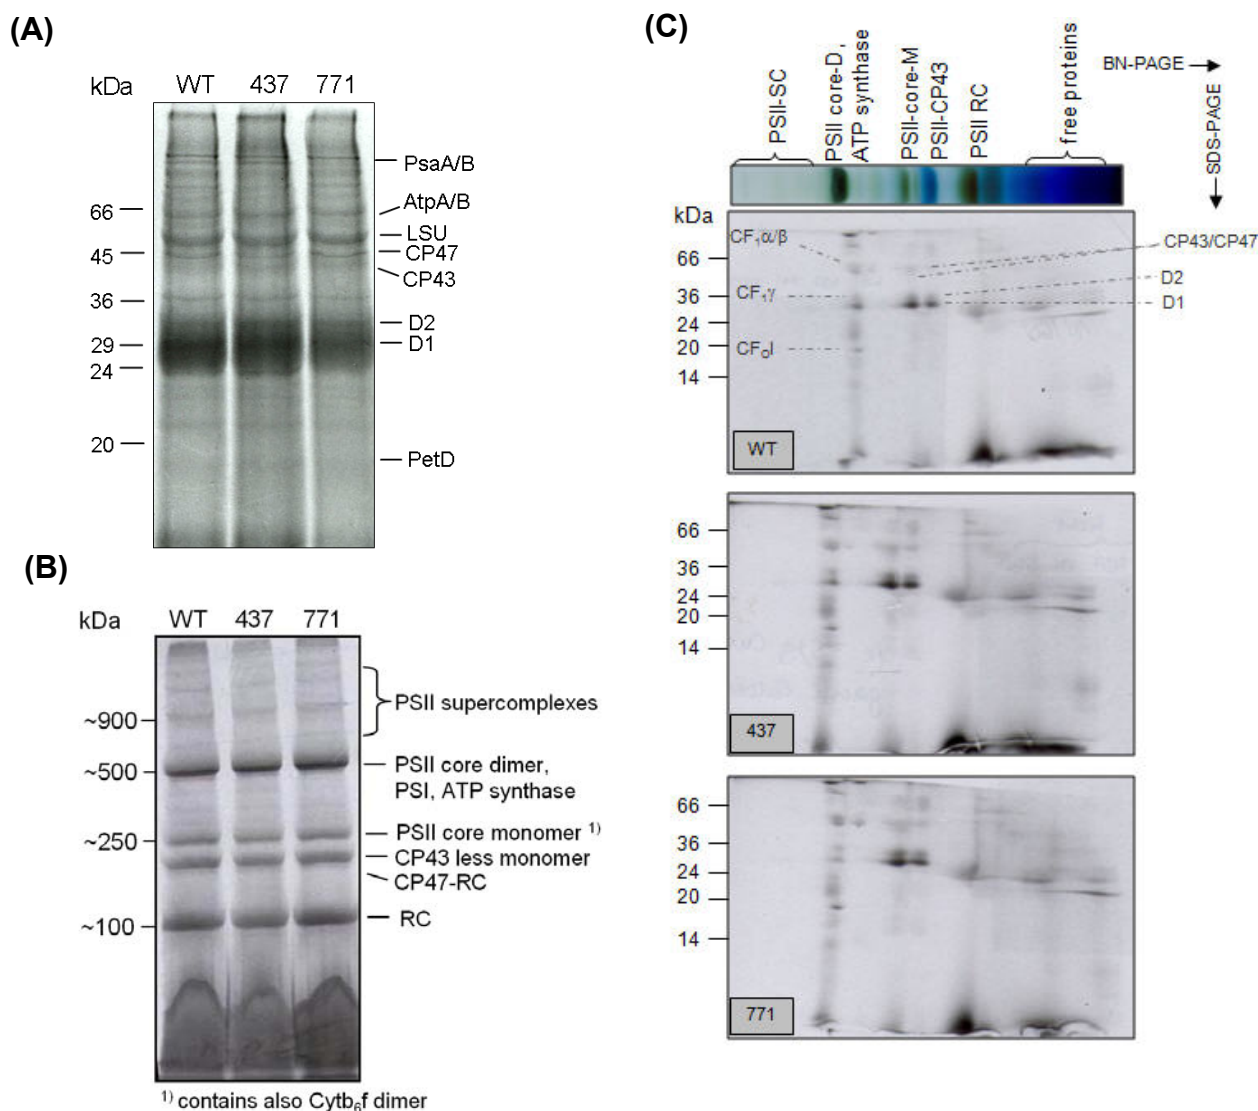 (A)
kDa WT 437 771
PsaA/B
AtpA/B
66
LSU
45
CP47
CP43
36
D2
29
D1
24
20
PetD
(B)
kDa WT 437 771
PSII supercomplexes
~900
~500
PSII core dimer,
PSI, ATP synthase
~250
PSII core monomer 1)
CP43 less monomer
CP47-RC
~100
RC
1) contains also Cytb6f dimer
(C)
PSII-SC
PSII core-D,
ATP synthase
PSII-core-M
PSII-CP43
PSII RC
free proteins
BN-PAGE
SDS-PAGE
kDa
CF1α/β
CP43/CP47
66
D2
36
CF1γ
D1
24
20
CFOI
14
WT
66
36
24
20
14
437
66
36
24
20
14
771